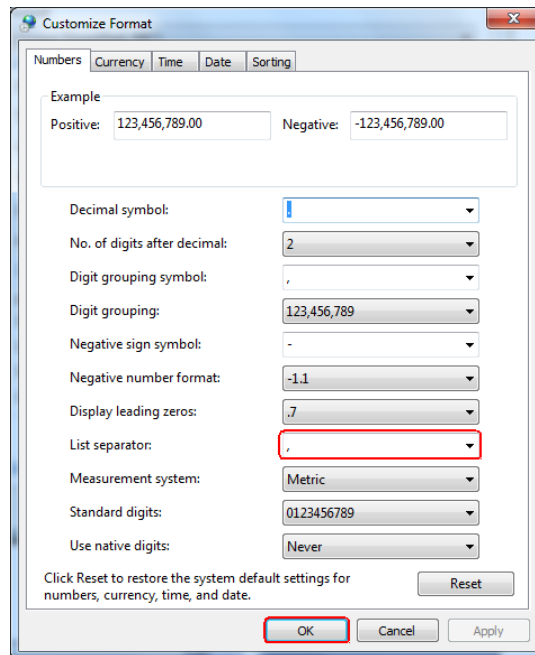 Customize Format
Numbers Currency Time Date Sorting
Example
Positive: 123,456,789.00 Negative: -123,456,789.00
Decimal symbol: .
No. of digits after decimal: 2
Digit grouping symbol: ,
Digit grouping: 123,456,789
Negative sign symbol: -
Negative number format: -1.1
Display leading zeros: .7
List separator: ,
Measurement system: Metric
Standard digits: 0123456789
Use native digits: Never
Click Reset to restore the system default settings for
numbers, currency, time, and date.
Reset
OK Cancel Apply